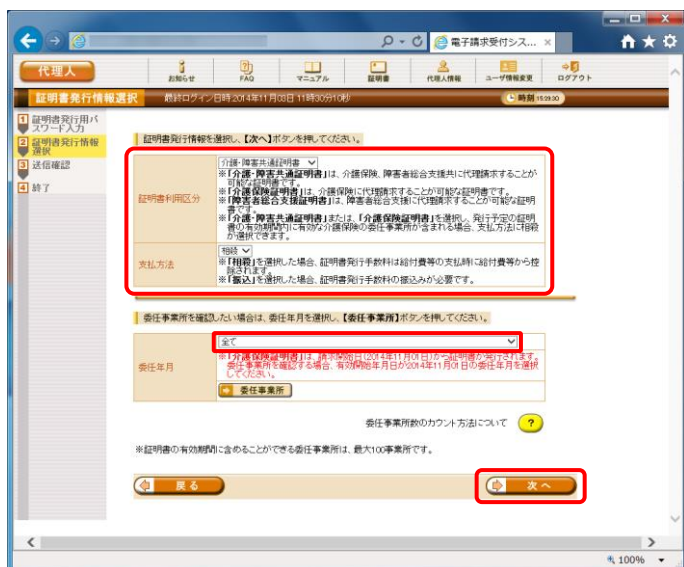 電子請求受付シス... ×
代理人
お知らせ
FAQ
マニュアル
証明書
代理人情報
ユーザ情報変更
ログアウト
証明書発行情報選択
最終ログイン日時:2014年11月03日 11時30分10秒
時刻 15:29:30
1 証明書発行用パスワード入力
2 証明書発行情報選択
3 送信確認
4 終了
証明書発行情報を選択し、【次へ】ボタンを押してください。
証明書利用区分
介護・障害共通証明書
※「介護・障害共通証明書」は、介護保険、障害者総合支援共に代理請求することが
可能な証明書です。
※「介護保険証明書」は、介護保険に代理請求することが可能な証明書です。
※「障害者総合支援証明書」は、障害者総合支援に代理請求することが可能な証明
書です。
※「介護・障害共通証明書」または、「介護保険証明書」を選択し、発行予定の証明
書の有効期間内に有効な介護保険の委任事業所が含まれる場合、支払方法に相殺
が選択できます。
支払方法
相殺
※「相殺」を選択した場合、証明書発行手数料は給付費等の支払時に給付費等から控
除されます。
※「振込」を選択した場合、証明書発行手数料の振込みが必要です。
委任事業所を確認したい場合は、委任年月を選択し、【委任事業所】ボタンを押してください。
委任年月
全て
※「介護保険証明書」は、請求開始日(2014年11月01日)から証明書が発行されます。
委任事業所を確認する場合、有効開始年月日が2014年11月01日の委任年月を選択
してください。
委任事業所
委任事業所数のカウント方法について ?
※証明書の有効期間に含めることができる委任事業所は、最大100事業所です。
戻る
次へ
100%